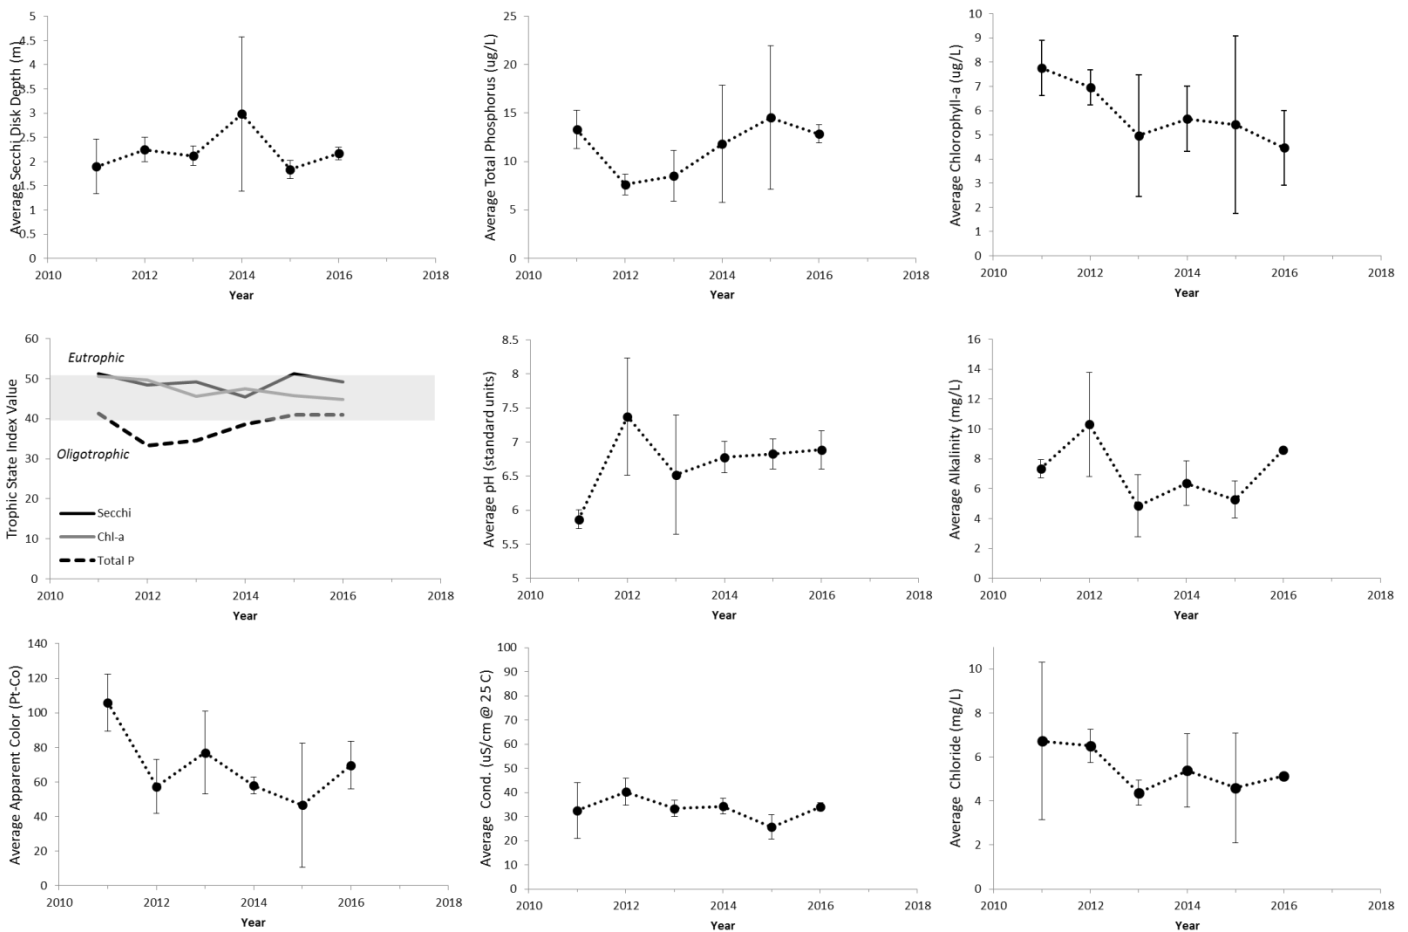 Average Secchi Disk Depth (m)
5
4.5
4
3.5
3
2.5
2
1.5
1
0.5
0
2010 2012 2014 2016 2018
Year
Average Total Phosphorus (ug/L)
25
20
15
10
5
0
2010 2012 2014 2016 2018
Year
Average Chlorophyll-a (ug/L)
10
9
8
7
6
5
4
3
2
1
0
2010 2012 2014 2016 2018
Year
Trophic State Index Value
60
50
40
30
20
10
0
Eutrophic
Oligotrophic
Secchi
Chl-a
Total P
2010 2012 2014 2016 2018
Year
Average pH (standard units)
8.5
8
7.5
7
6.5
6
5.5
5
2010 2012 2014 2016 2018
Year
Average Alkalinity (mg/L)
16
14
12
10
8
6
4
2
0
2010 2012 2014 2016 2018
Year
Average Apparent Color (Pt-Co)
140
120
100
80
60
40
20
0
2010 2012 2014 2016 2018
Year
Average Cond. (uS/cm @ 25 C)
100
90
80
70
60
50
40
30
20
10
0
2010 2012 2014 2016 2018
Year
Average Chloride (mg/L)
10
8
6
4
2
0
2010 2012 2014 2016 2018
Year